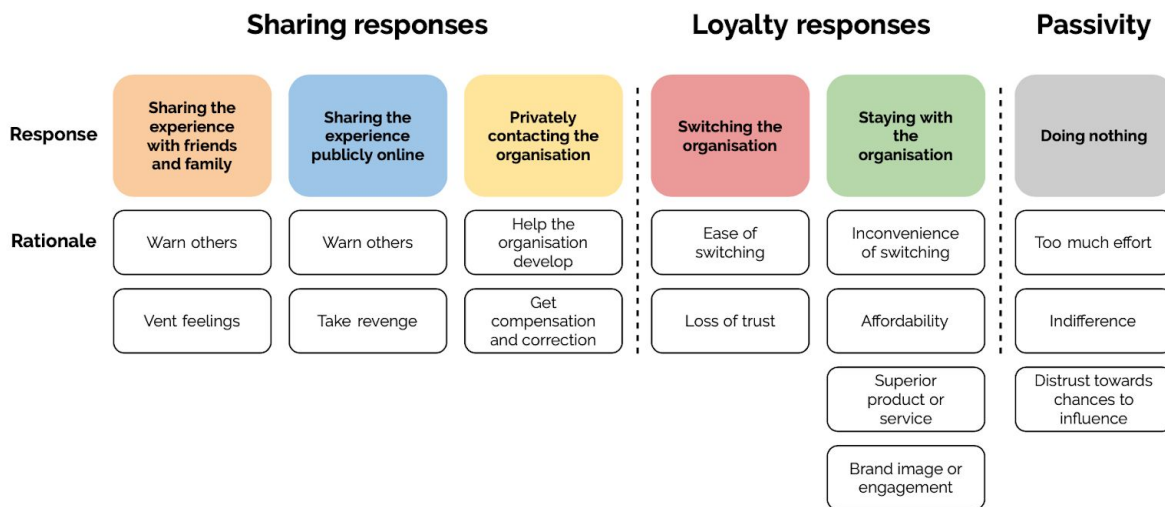 Sharing responses
Loyalty responses
Passivity
Response
Sharing the
experience
with friends
and family
Sharing the
experience
publicly online
Privately
contacting the
organisation
Switching the
organisation
Staying with
the
organisation
Doing nothing
Rationale
Warn others
Warn others
Help the
organisation
develop
Ease of
switching
Inconvenience
of switching
Too much effort
Vent feelings
Take revenge
Get
compensation
and correction
Loss of trust
Affordability
Indifference
Superior
product or
service
Distrust towards
chances to
influence
Brand image or
engagement